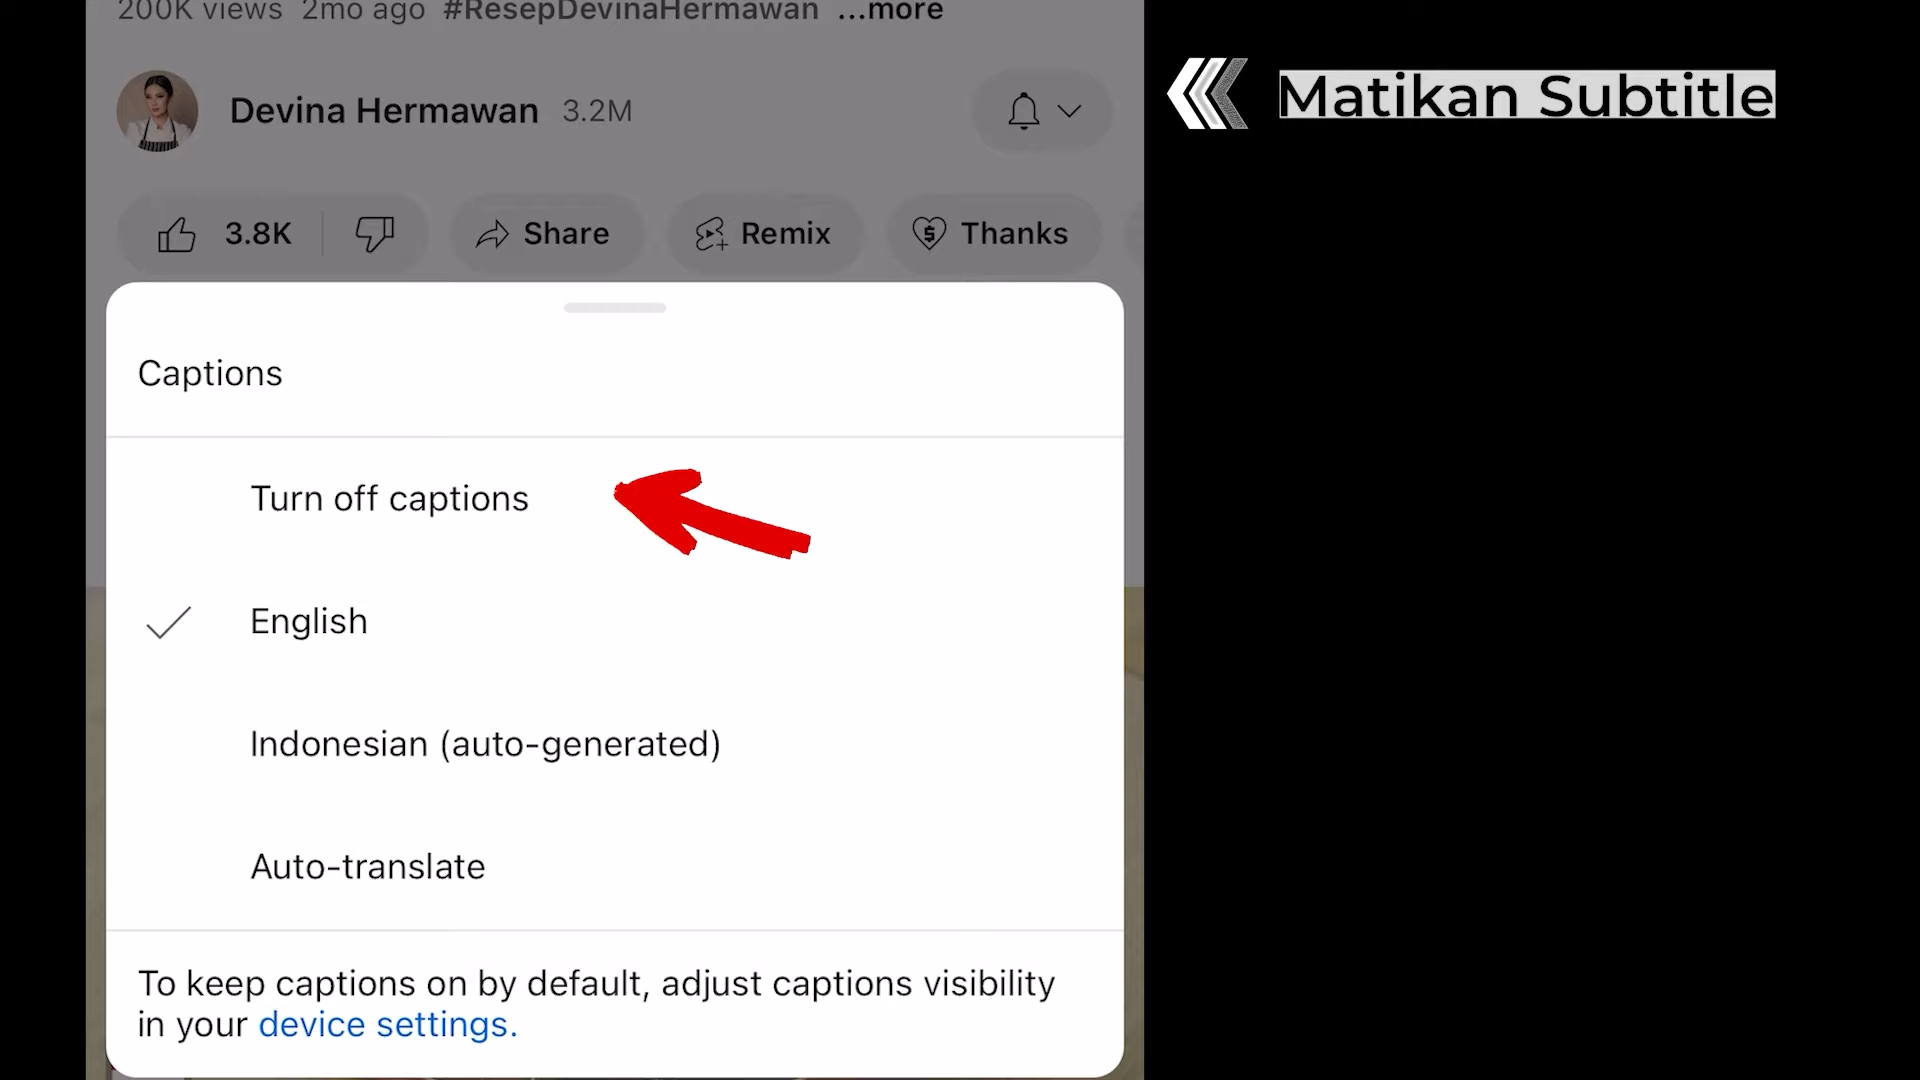 200K views 2mo ago #ResepDevinaHermawan ...more
Devina Hermawan 3.2M
Matikan Subtitle
3.8K Share Remix Thanks
Captions
Turn off captions
English
Indonesian (auto-generated)
Auto-translate
To keep captions on by default, adjust captions visibility
in your device settings.